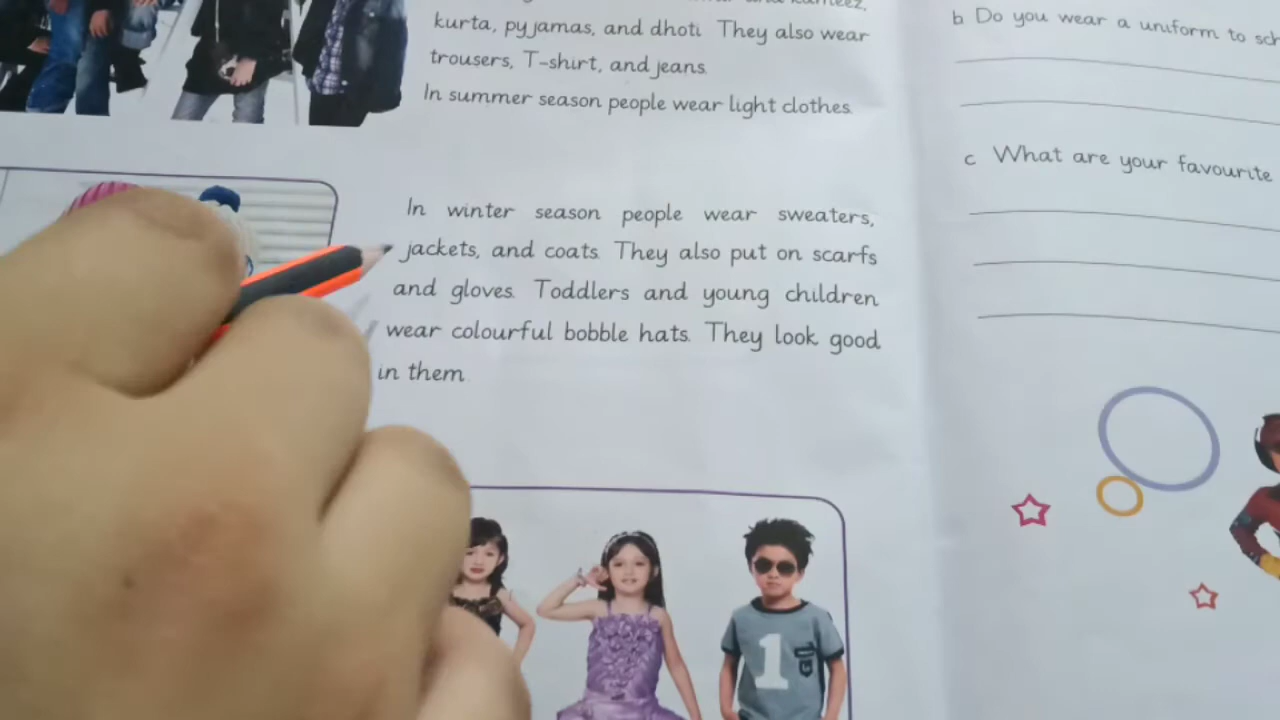 kurta, pyjamas, and dhoti. They also wear
trousers, T-shirt, and jeans.
In summer season people wear light clothes.
In winter season people wear sweaters,
jackets, and coats. They also put on scarfs
and gloves. Toddlers and young children
wear colourful bobble hats. They look good
in them.
1
b Do you wear a uniform to
c What are your favourite